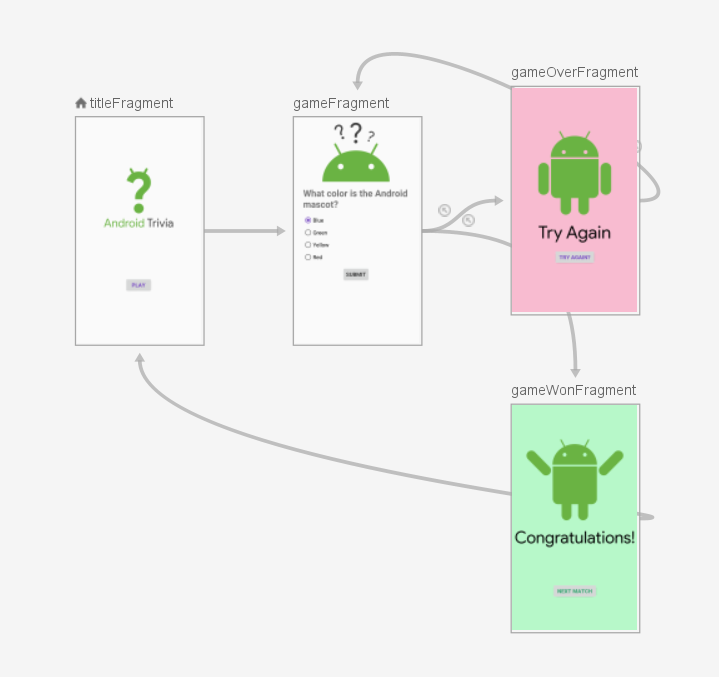 titleFragment
Android Trivia
PLAY
gameFragment
? ? ?
What color is the Android
mascot?
Blue
Green
Yellow
Red
SUBMIT
gameOverFragment
Try Again
TRY AGAIN?
gameWonFragment
Congratulations!
NEXT MATCH